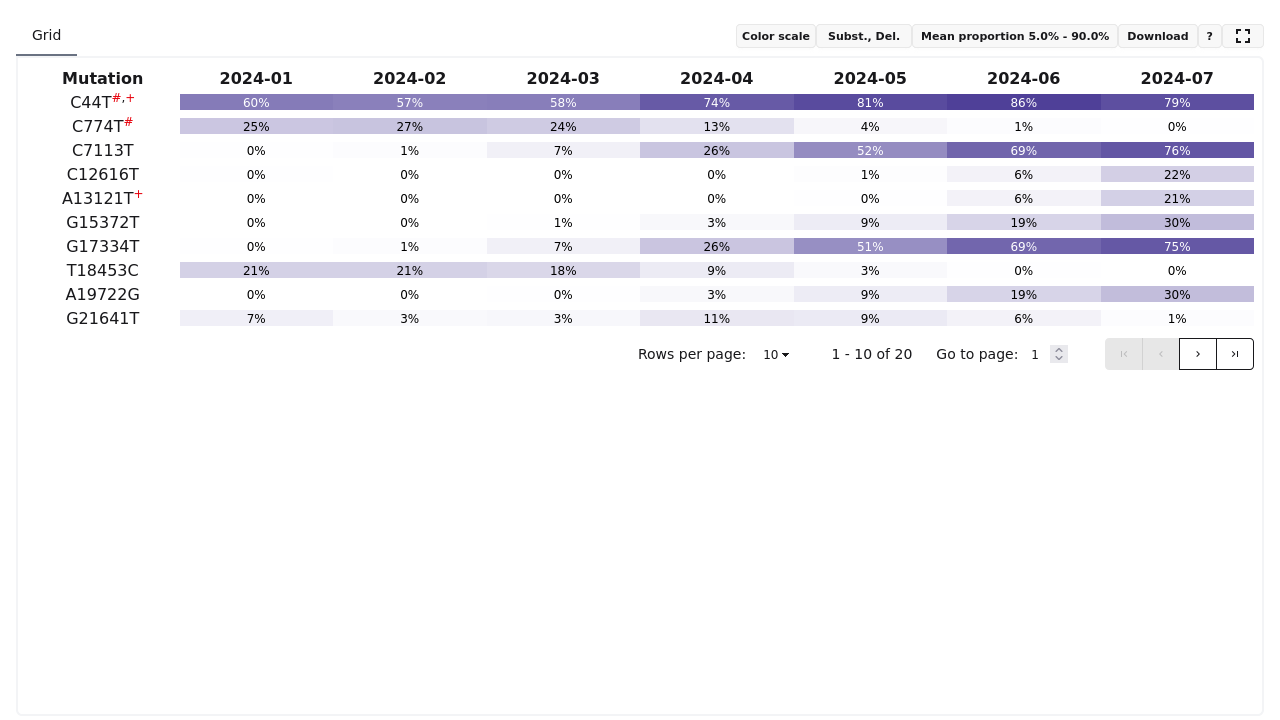 Grid Color scale Subst., Del. Mean proportion 5.0% - 90.0% Download ?
Mutation 2024-01 2024-02 2024-03 2024-04 2024-05 2024-06 2024-07
C44T#,+ 60% 57% 58% 74% 81% 86% 79%
C774T# 25% 27% 24% 13% 4% 1% 0%
C7113T 0% 1% 7% 26% 52% 69% 76%
C12616T 0% 0% 0% 0% 1% 6% 22%
A13121T+ 0% 0% 0% 0% 0% 6% 21%
G15372T 0% 0% 1% 3% 9% 19% 30%
G17334T 0% 1% 7% 26% 51% 69% 75%
T18453C 21% 21% 18% 9% 3% 0% 0%
A19722G 0% 0% 0% 3% 9% 19% 30%
G21641T 7% 3% 3% 11% 9% 6% 1%
Rows per page: 10 1 - 10 of 20 Go to page: 1